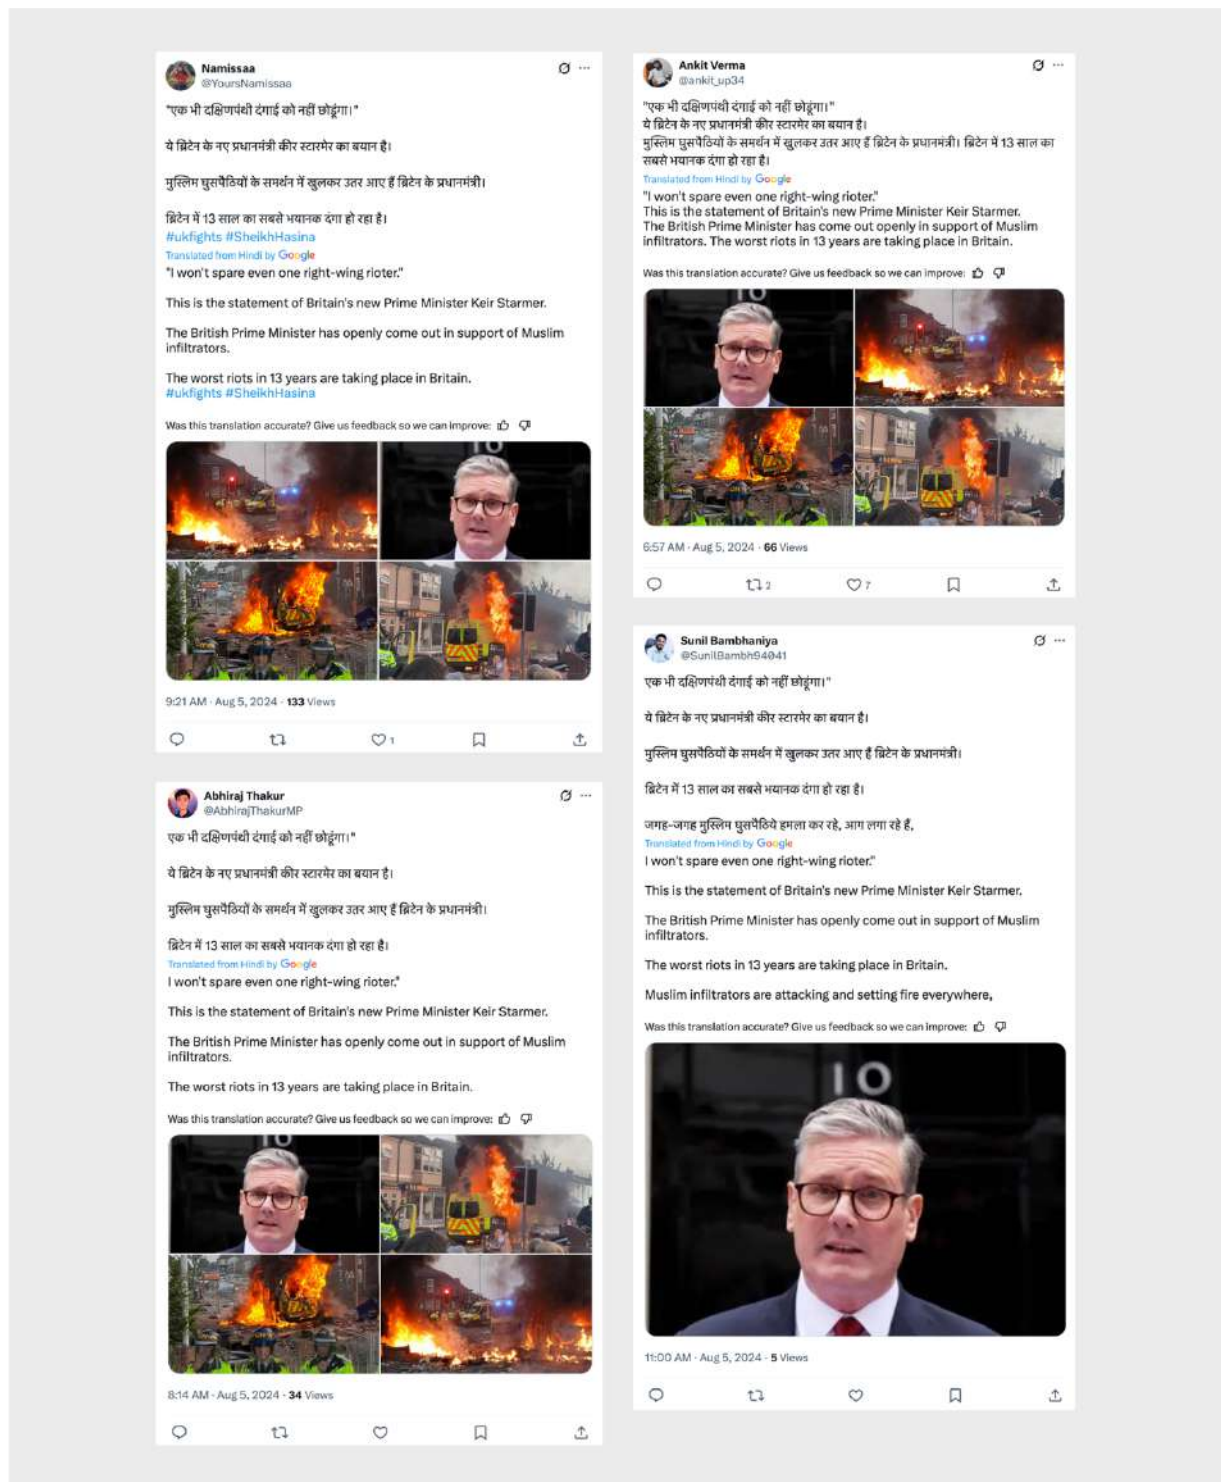 Namissaa
@YoursNamissaa
"एक भी दक्षिणपंथी दंगाई को नहीं छोडूंगा।"
ये ब्रिटेन के नए प्रधानमंत्री कीर स्टारमेर का बयान है।
मुस्लिम घुसपैठियों के समर्थन में खुलकर उतर आए हैं ब्रिटेन के प्रधानमंत्री।
ब्रिटेन में 13 साल का सबसे भयानक दंगा हो रहा है।
#ukfights #SheikhHasina
Translated from Hindi by Google
"I won't spare even one right-wing rioter."
This is the statement of Britain's new Prime Minister Keir Starmer.
The British Prime Minister has openly come out in support of Muslim
infiltrators.
The worst riots in 13 years are taking place in Britain.
#ukfights #SheikhHasina
Was this translation accurate? Give us feedback so we can improve:
10
9:21 AM · Aug 5, 2024 · 133 Views
1
Abhiraj Thakur
@AbhirajThakurMP
एक भी दक्षिणपंथी दंगाई को नहीं छोडूंगा।"
ये ब्रिटेन के नए प्रधानमंत्री कीर स्टारमेर का बयान है।
मुस्लिम घुसपैठियों के समर्थन में खुलकर उतर आए हैं ब्रिटेन के प्रधानमंत्री।
ब्रिटेन में 13 साल का सबसे भयानक दंगा हो रहा है।
Translated from Hindi by Google
I won't spare even one right-wing rioter."
This is the statement of Britain's new Prime Minister Keir Starmer.
The British Prime Minister has openly come out in support of Muslim
infiltrators.
The worst riots in 13 years are taking place in Britain.
Was this translation accurate? Give us feedback so we can improve:
10
8:14 AM · Aug 5, 2024 · 34 Views
Ankit Verma
@ankit_up34
"एक भी दक्षिणपंथी दंगाई को नहीं छोडूंगा।"
ये ब्रिटेन के नए प्रधानमंत्री कीर स्टारमेर का बयान है।
मुस्लिम घुसपैठियों के समर्थन में खुलकर उतर आए हैं ब्रिटेन के प्रधानमंत्री। ब्रिटेन में 13 साल का
सबसे भयानक दंगा हो रहा है।
Translated from Hindi by Google
"I won't spare even one right-wing rioter."
This is the statement of Britain's new Prime Minister Keir Starmer.
The British Prime Minister has come out openly in support of Muslim
infiltrators. The worst riots in 13 years are taking place in Britain.
Was this translation accurate? Give us feedback so we can improve:
10
6:57 AM · Aug 5, 2024 · 66 Views
2 7
Sunil Bambhaniya
@SunilBambh94041
एक भी दक्षिणपंथी दंगाई को नहीं छोडूंगा।"
ये ब्रिटेन के नए प्रधानमंत्री कीर स्टारमेर का बयान है।
मुस्लिम घुसपैठियों के समर्थन में खुलकर उतर आए हैं ब्रिटेन के प्रधानमंत्री।
ब्रिटेन में 13 साल का सबसे भयानक दंगा हो रहा है।
जगह-जगह मुस्लिम घुसपैठिये हमला कर रहे, आग लगा रहे हैं,
Translated from Hindi by Google
I won't spare even one right-wing rioter."
This is the statement of Britain's new Prime Minister Keir Starmer.
The British Prime Minister has openly come out in support of Muslim
infiltrators.
The worst riots in 13 years are taking place in Britain.
Muslim infiltrators are attacking and setting fire everywhere,
Was this translation accurate? Give us feedback so we can improve:
10
11:00 AM · Aug 5, 2024 · 5 Views